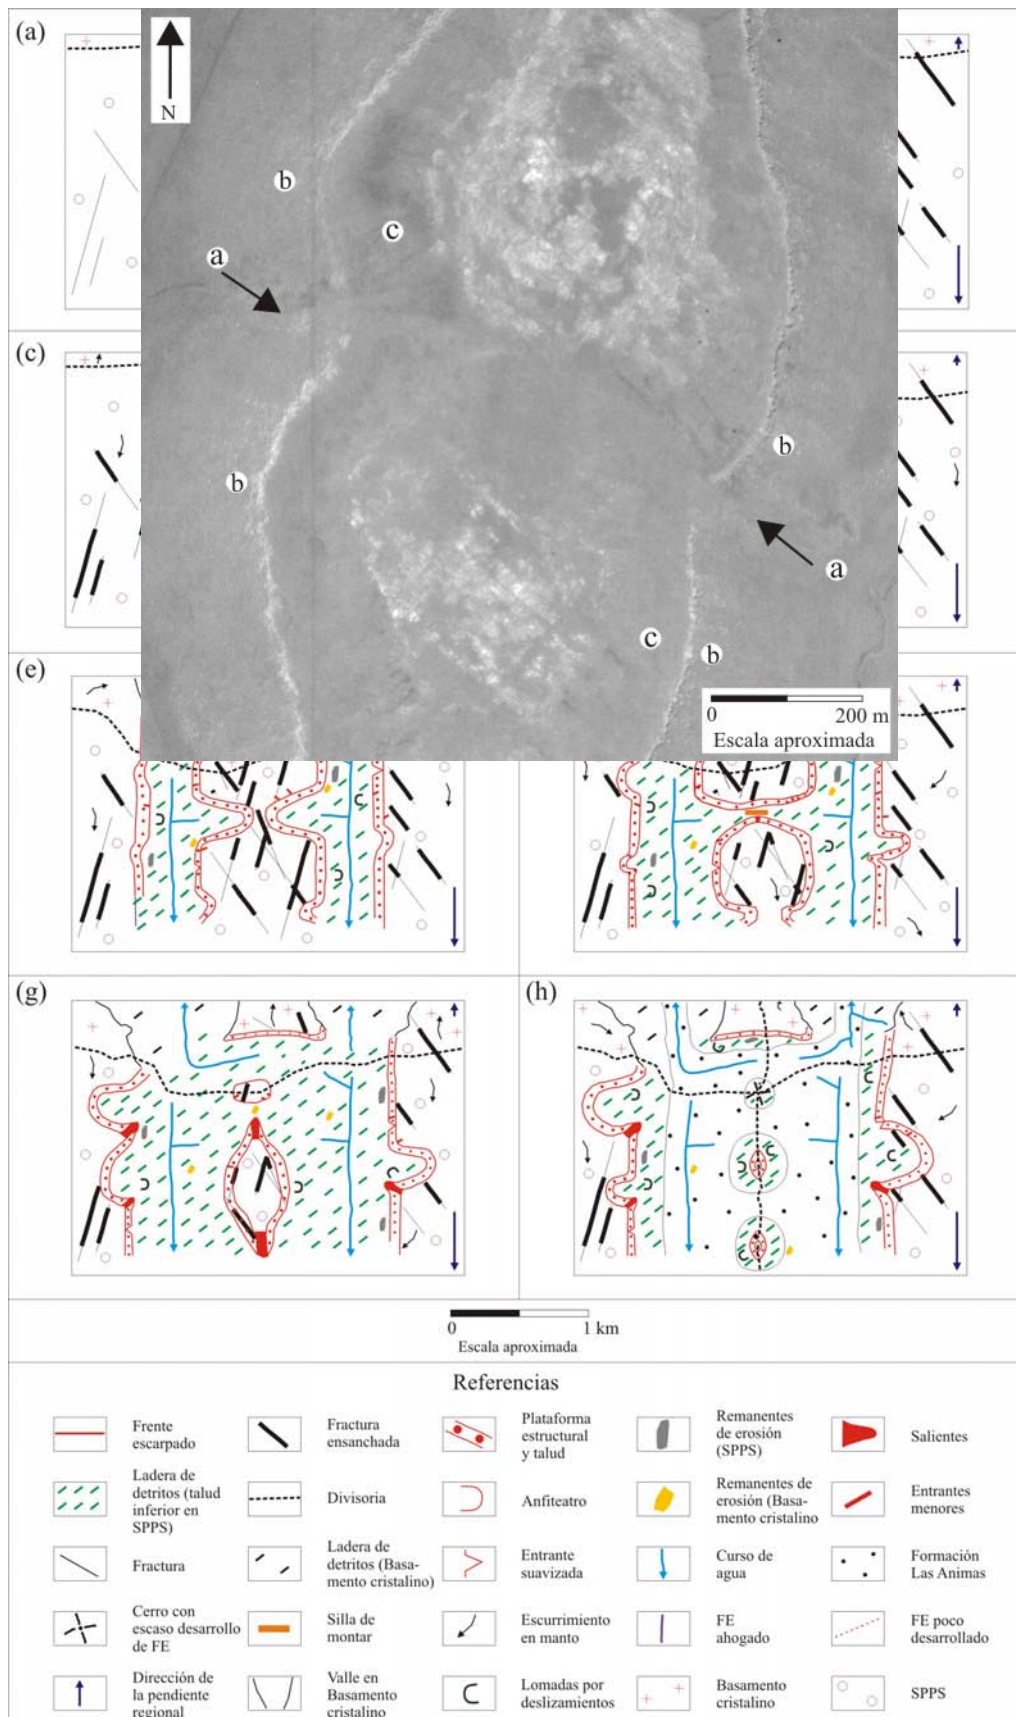 (a)
N
b
c
a
(c)
b
b
a
c
b
0 200 m
Escala aproximada
(e)
(g)
(h)
0 1 km
Escala aproximada
Referencias
Frente
escarpado
Fractura
ensanchada
Plataforma
estructural
y talud
Remanentes
de erosión
(SPPS)
Salientes
Ladera de
detritos (talud
inferior en
SPPS)
Divisoria
Anfiteatro
Remanentes de
erosión (Basa-
mento cristalino
Entrantes
menores
Fractura
Ladera de
detritos (Basa-
mento cristalino)
Entrante
suavizada
Curso de
agua
Formación
Las Animas
Cerro con
escaso desarrollo
de FE
Silla de
montar
Escurrimiento
en manto
FE
ahogado
FE poco
desarrollado
Dirección de
la pendiente
regional
Valle en
Basamento
cristalino
Lomadas por
deslizamientos
Basamento
cristalino
SPPS